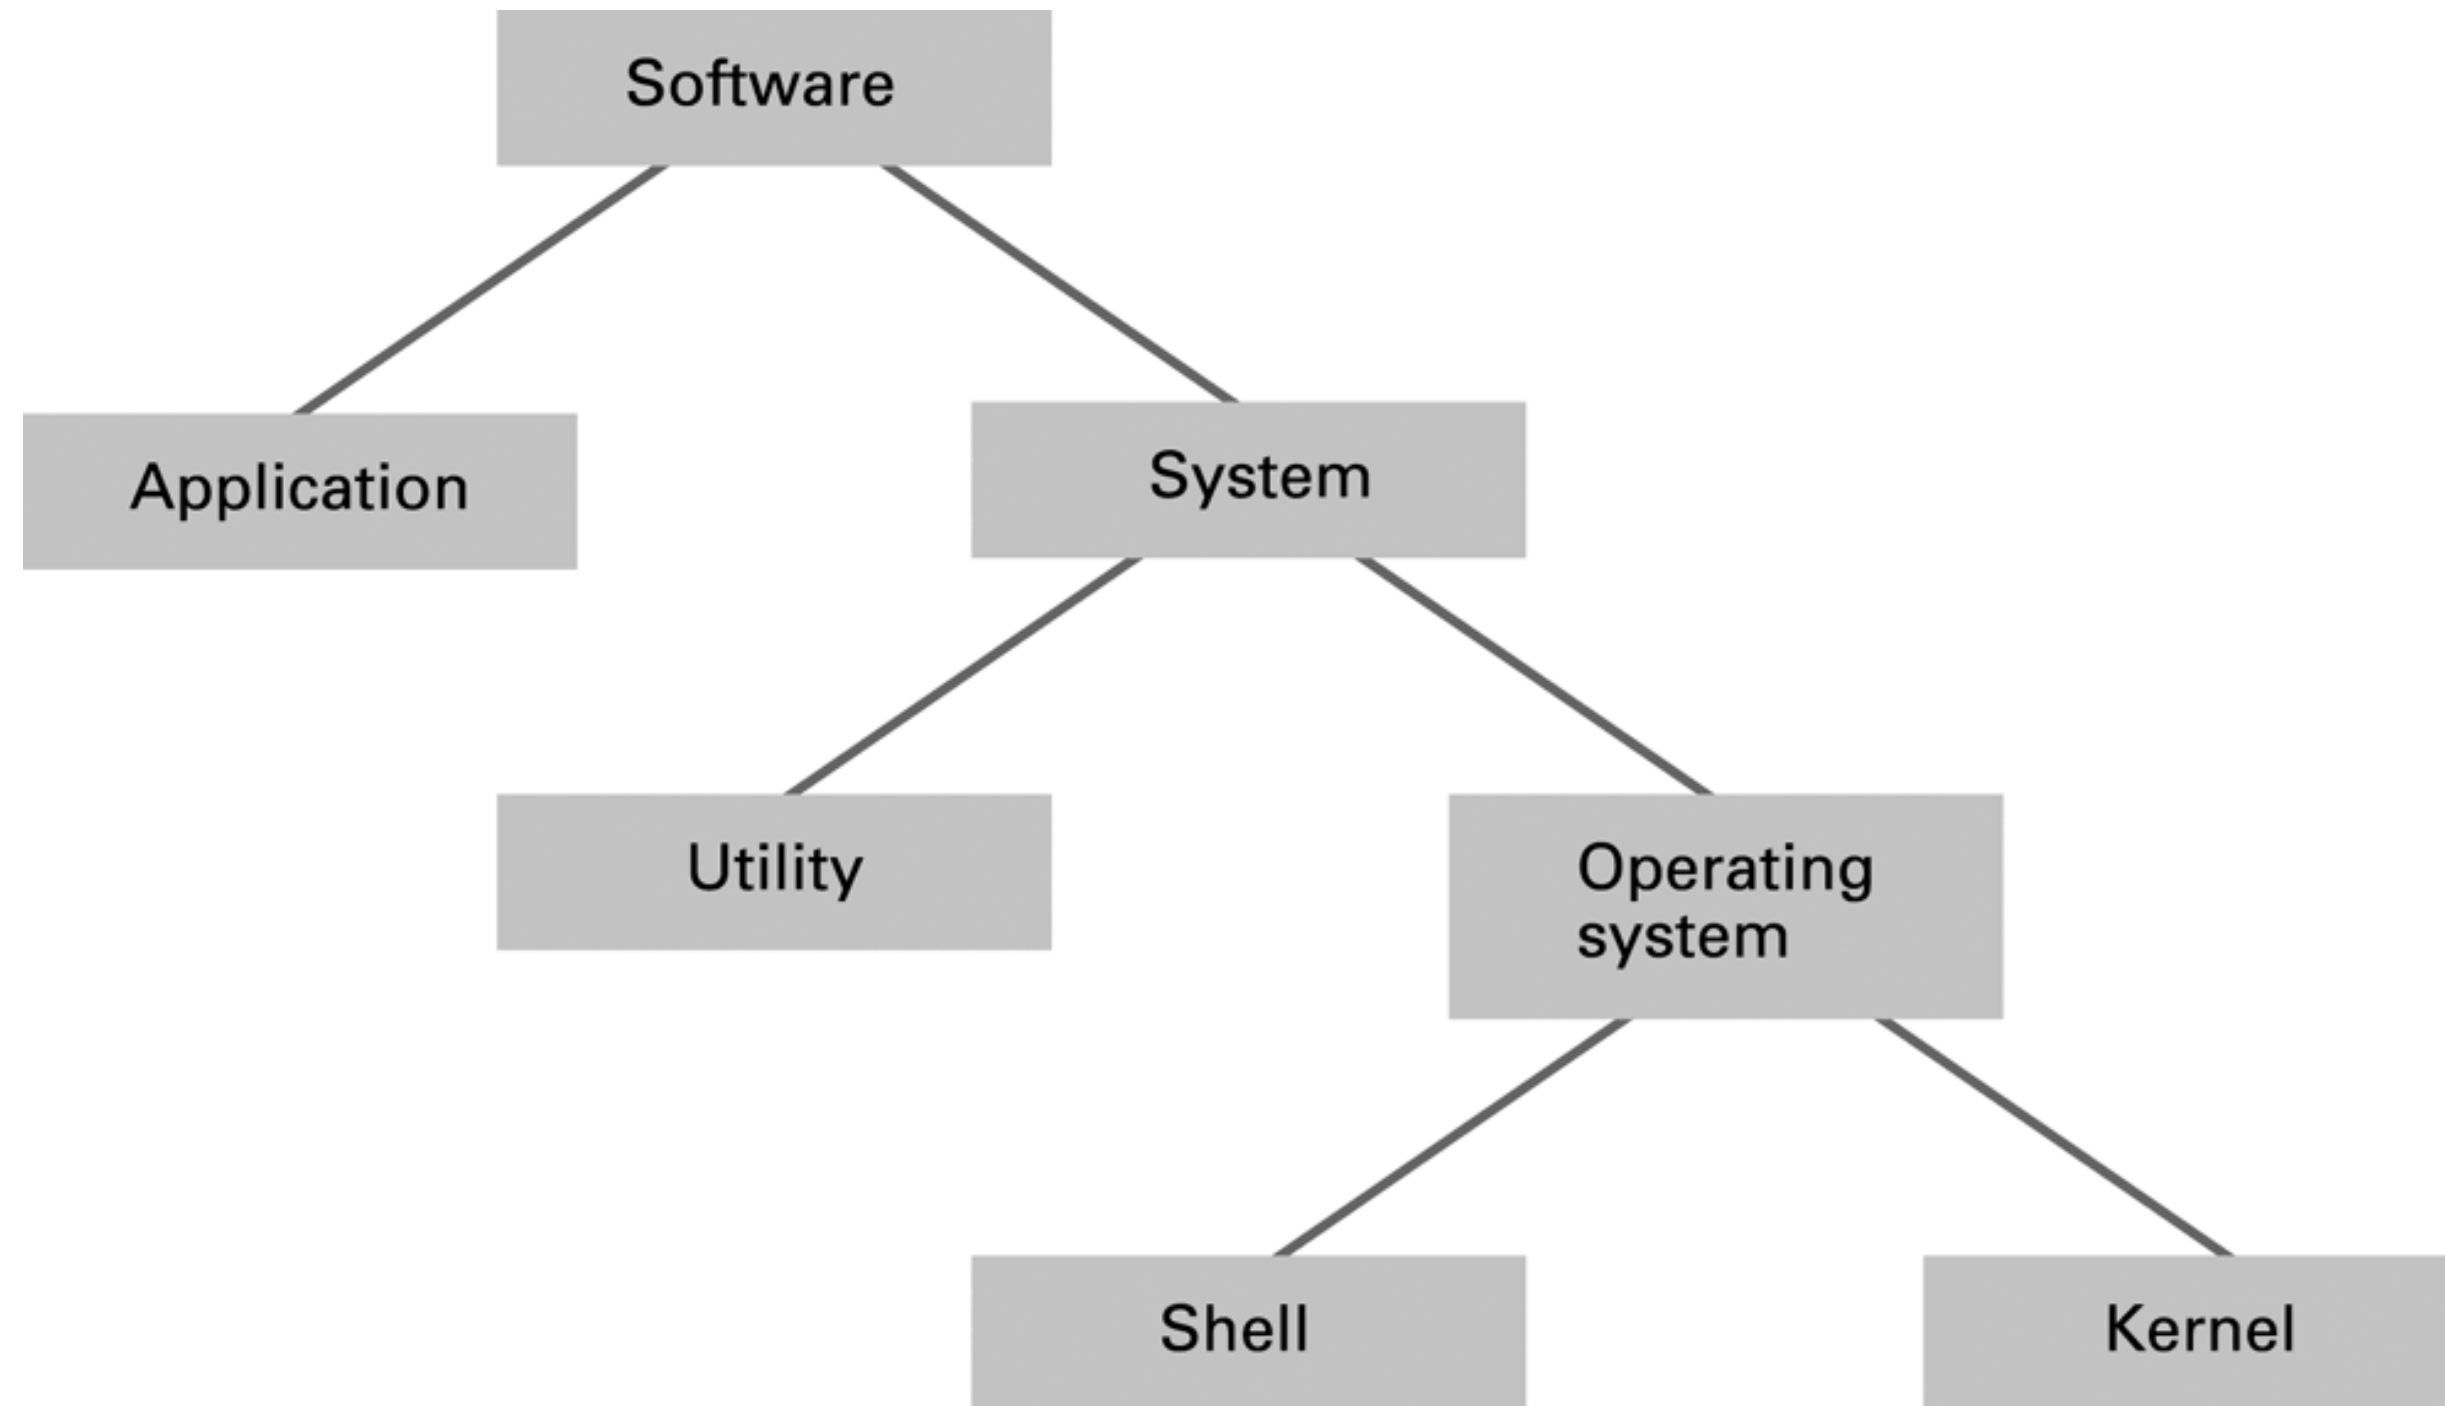 Software
Application
System
Utility
Operating
system
Shell
Kernel